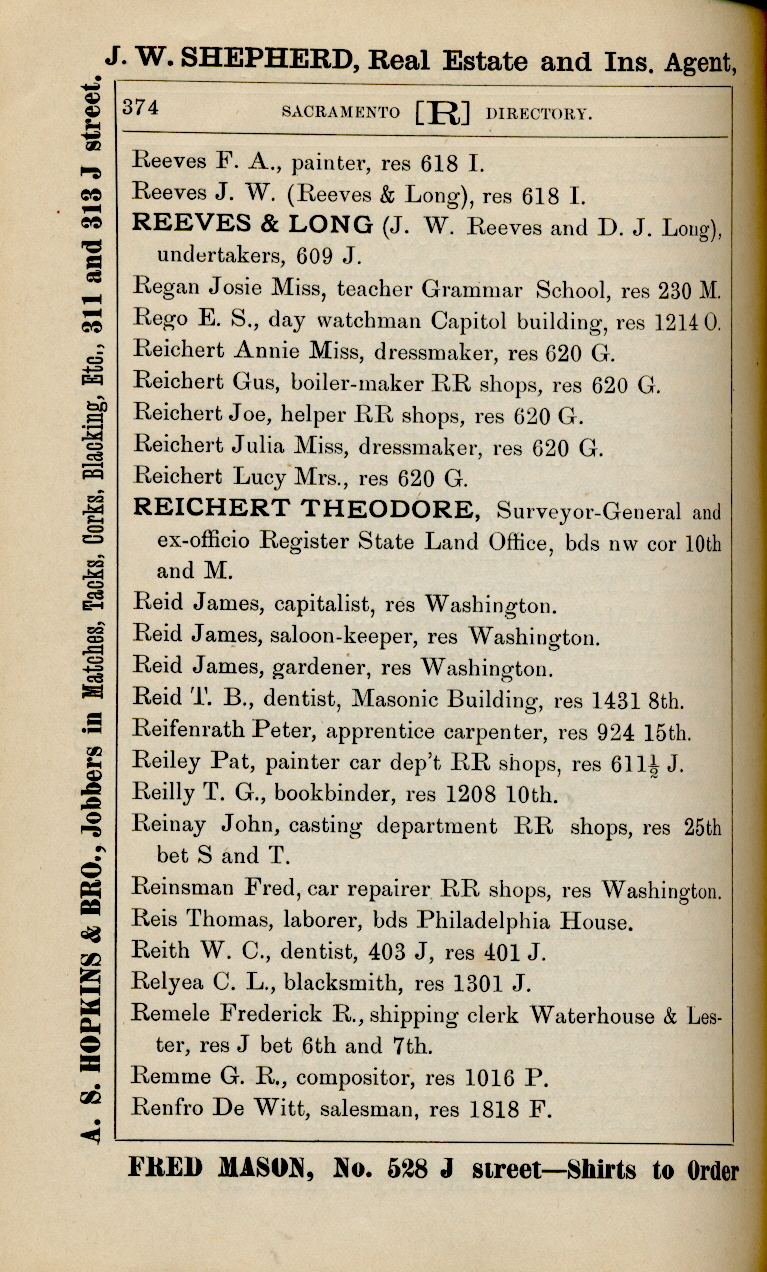 J. W. SHEPHERD, Real Estate and Ins. Agent,
374 SACRAMENTO [R] DIRECTORY.
Reeves F. A., painter, res 618 I.
Reeves J. W. (Reeves & Long), res 618 I.
REEVES & LONG (J. W. Reeves and D. J. Long),
undertakers, 609 J.
Regan Josie Miss, teacher Grammar School, res 230 M.
Rego E. S., day watchman Capitol building, res 1214 O.
Reichert Annie Miss, dressmaker, res 620 G.
Reichert Gus, boiler-maker RR shops, res 620 G.
Reichert Joe, helper RR shops, res 620 G.
Reichert Julia Miss, dressmaker, res 620 G.
Reichert Lucy Mrs., res 620 G.
REICHERT THEODORE, Surveyor-General and
ex-officio Register State Land Office, bds nw cor 10th
and M.
Reid James, capitalist, res Washington.
Reid James, saloon-keeper, res Washington.
Reid James, gardener, res Washington.
Reid T. B., dentist, Masonic Building, res 1431 8th.
Reifenrath Peter, apprentice carpenter, res 924 15th.
Reiley Pat, painter car dep't RR shops, res 611½ J.
Reilly T. G., bookbinder, res 1208 10th.
Reinay John, casting department RR shops, res 25th
bet S and T.
Reinsman Fred, car repairer RR shops, res Washington.
Reis Thomas, laborer, bds Philadelphia House.
Reith W. C., dentist, 403 J, res 401 J.
Relyea C. L., blacksmith, res 1301 J.
Remele Frederick R., shipping clerk Waterhouse & Les-
ter, res J bet 6th and 7th.
Remme G. R., compositor, res 1016 P.
Renfro De Witt, salesman, res 1818 F.
FRED MASON, No. 528 J street—Shirts to Order
A. S. HOPKINS & BRO., Jobbers in Matches, Tacks, Corks, Blacking, Etc., 311 and 313 J street.